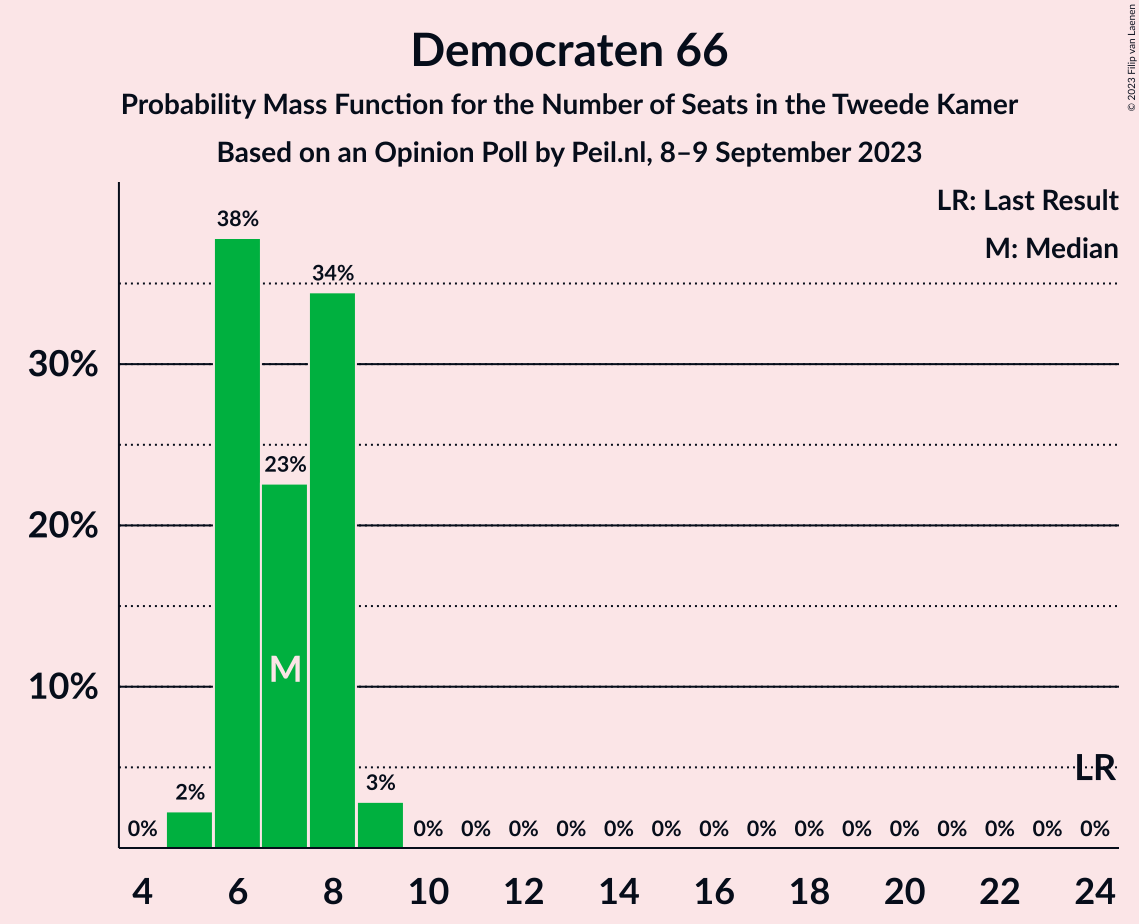 Democraten 66
Probability Mass Function for the Number of Seats in the Tweede Kamer
Based on an Opinion Poll by Peil.nl, 8–9 September 2023
© 2023 Filip van Laenen
LR: Last Result
M: Median
38%
34%
30%
23%
20%
M
10%
LR
3%
2%
0% 0% 0% 0% 0% 0% 0% 0% 0% 0% 0% 0% 0% 0% 0% 0%
4 6 8 10 12 14 16 18 20 22 24